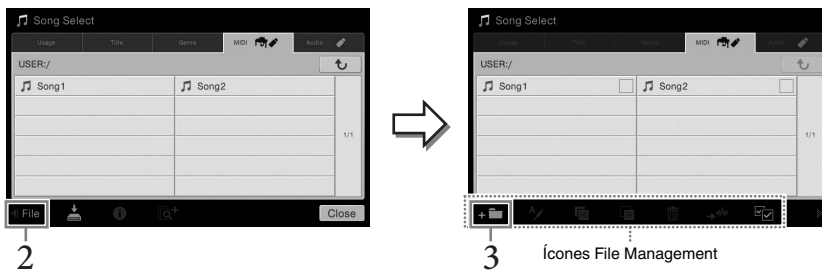 Song Select
Usage Title Genre MIDI Audio
USER:/
Song1 Song2
1/1
File Close
2
Song Select
Usage Title Genre MIDI Audio
USER:/
Song1 Song2
1/1
3 Ícones File Management